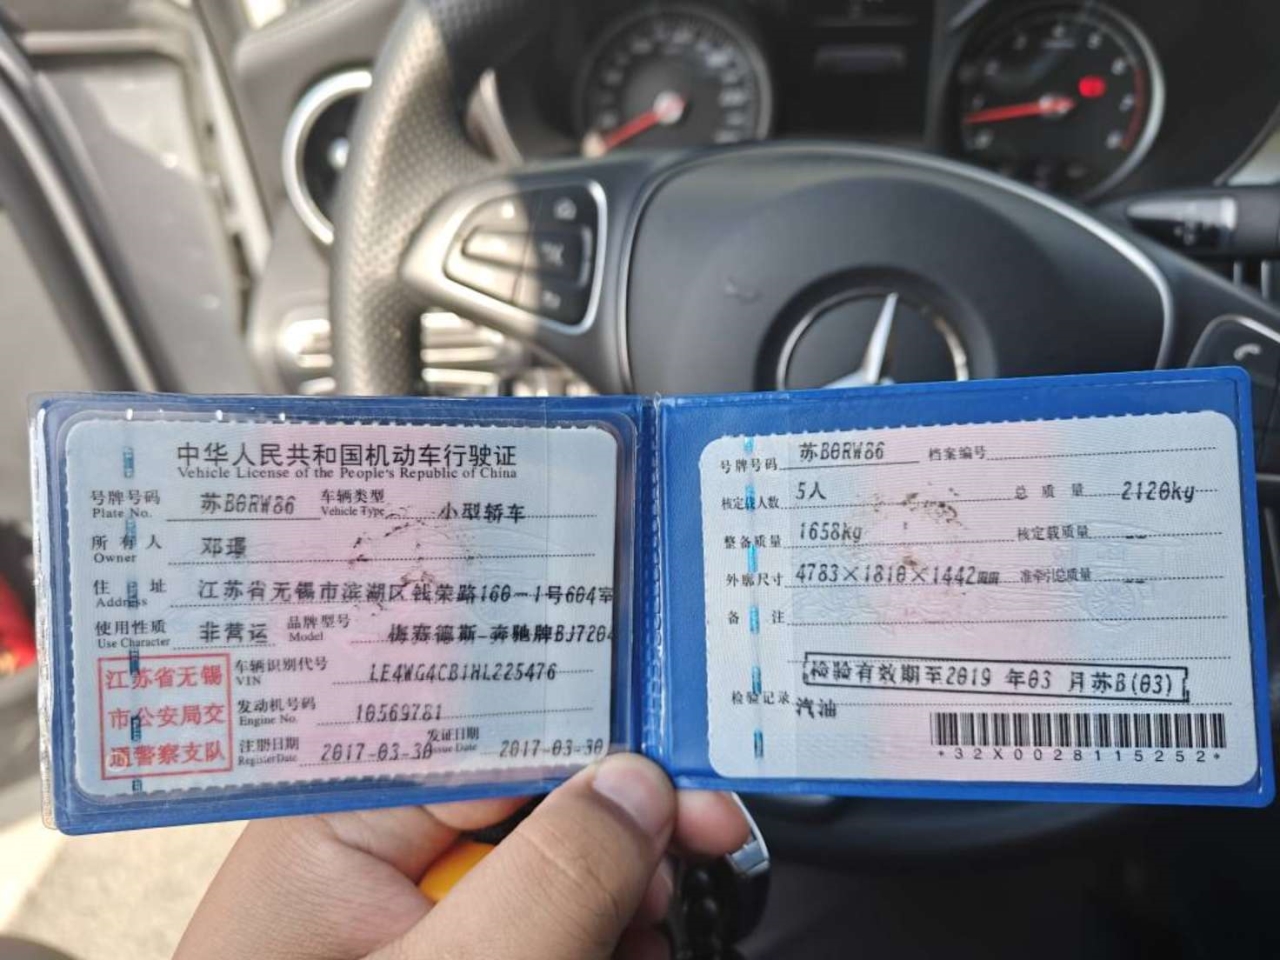 中华人民共和国机动车行驶证
Vehicle License of the People's Republic of China
号牌号码 苏B0RW86 车辆类型 小型轿车
Plate No. Vehicle Type
所有人 邓璟
Owner
住址 江苏省无锡市滨湖区钱荣路160-1号604室
Address
使用性质 非营运 品牌型号 梅赛德斯-奔驰牌BJ7204
Use Character Model
江苏省无锡
市公安局交
通警察支队
车辆识别代号 LE4WG4CB1HL225476
VIN
发动机号码 10569781
Engine No.
注册日期 2017-03-30 发证日期 2017-03-30
Register Date Issue Date
号牌号码 苏B0RW86 档案编号
核定载人数 5人 总质量 2120kg
整备质量 1658kg 核定载质量 --
外廓尺寸 4783×1810×1442mm 准牵引总质量 --
备注
检验有效期至2019年03月苏B(03)
检验记录 汽油
*32X0028115252*